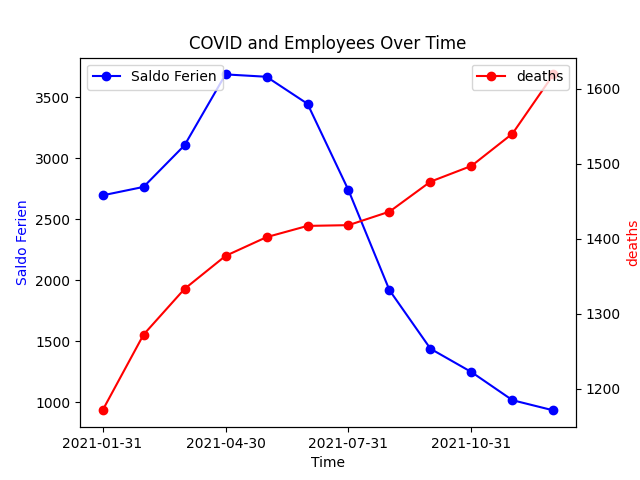 COVID and Employees Over Time
Saldo Ferien
deaths
3500
3000
2500
2000
1500
1000
Saldo Ferien
1600
1500
1400
1300
1200
deaths
2021-01-31
2021-04-30
2021-07-31
2021-10-31
Time